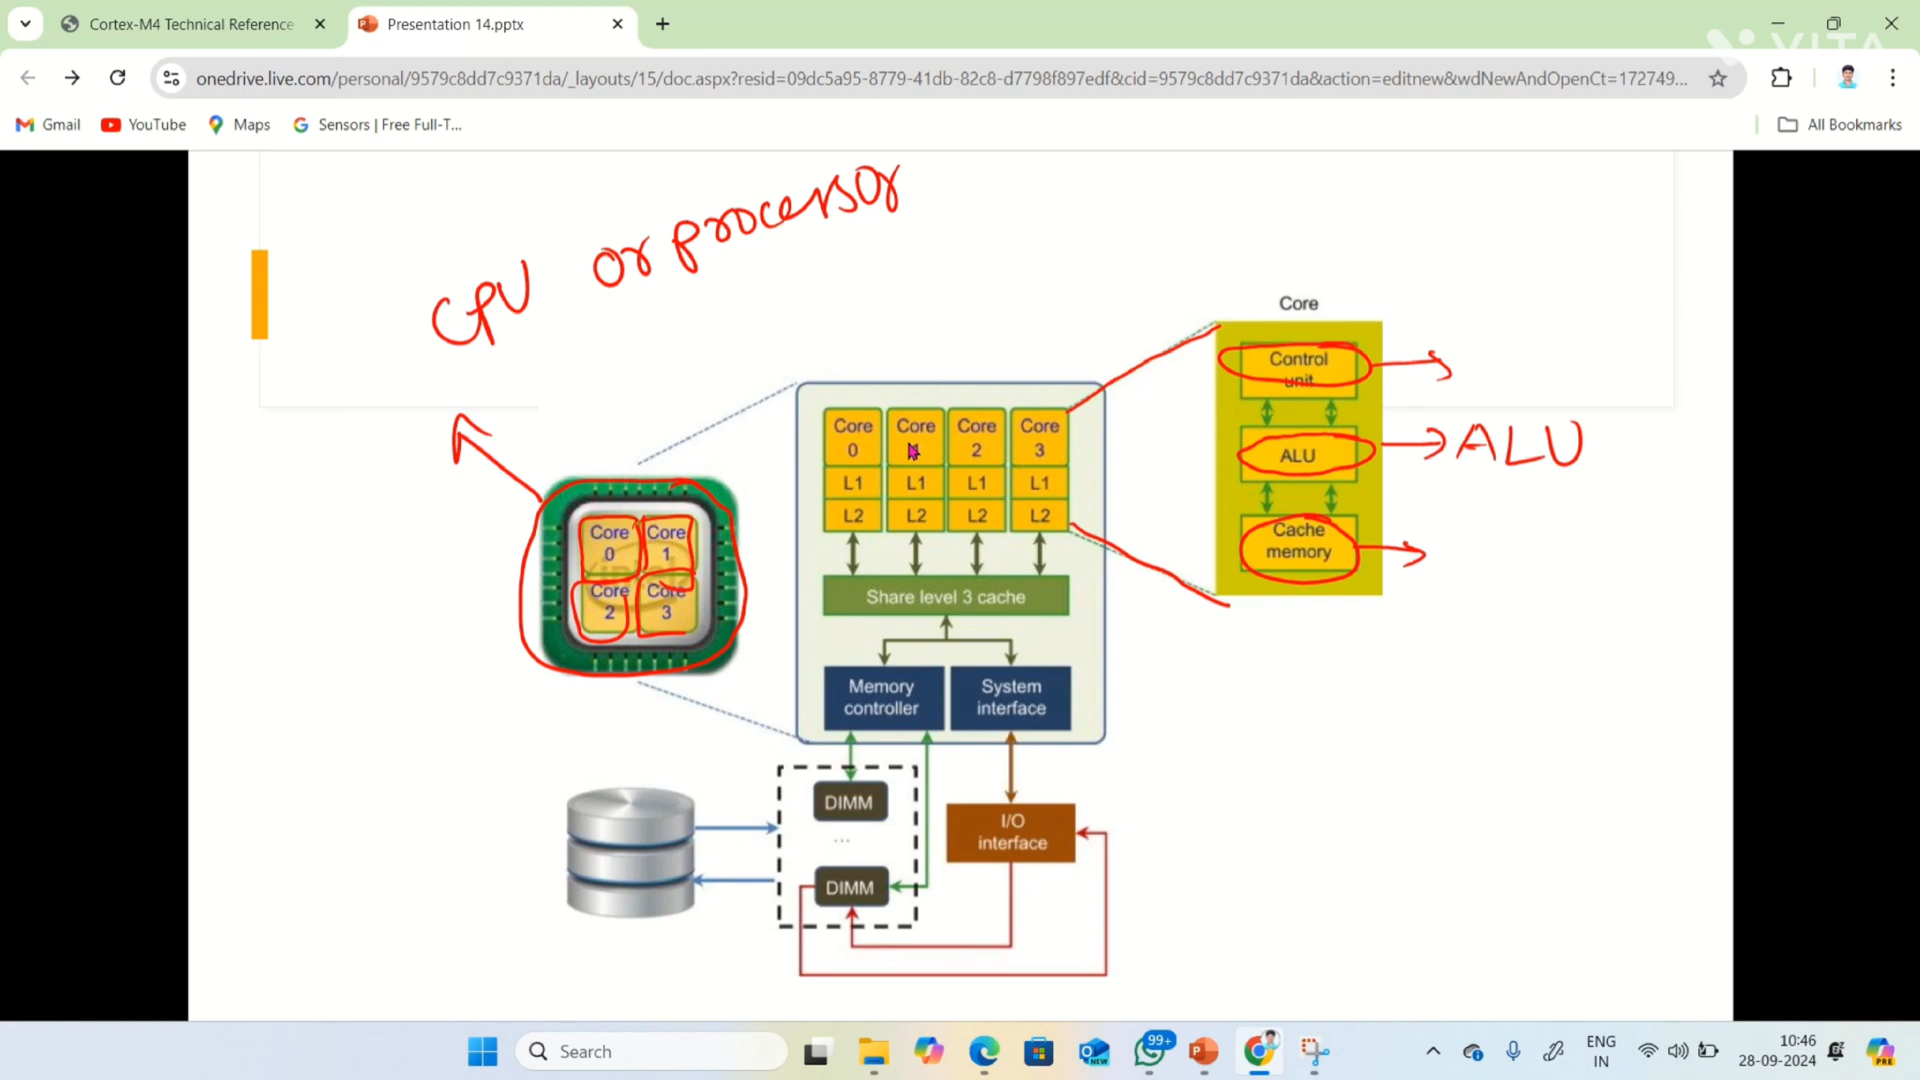 Cortex-M4 Technical Reference
Presentation 14.pptx
VITA
onedrive.live.com/personal/9579c8dd7c9371da/_layouts/15/doc.aspx?resid=09dc5a95-8779-41db-82c8-d7798f897edf&cid=9579c8dd7c9371da&action=editnew&wdNewAndOpenCt=172749...
Gmail YouTube Maps Sensors | Free Full-T... All Bookmarks
CPU or processor
Core
Control
unit
ALU
Cache
memory
ALU
Core Core Core Core
0 2 3
L1 L1 L1 L1
L2 L2 L2 L2
Share level 3 cache
Memory
controller
System
interface
Core Core
0 1
Core Core
2 3
DIMM
...
DIMM
I/O
interface
Search
99+
NEW
ENG
IN
10:46
28-09-2024
PRE